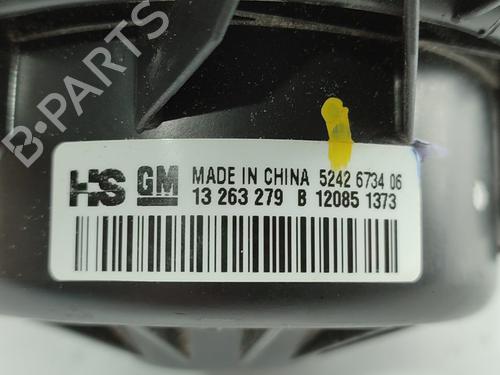 B-PARTS
HS GM MADE IN CHINA 5242 6734 06
13 263 279 B 12085 1373